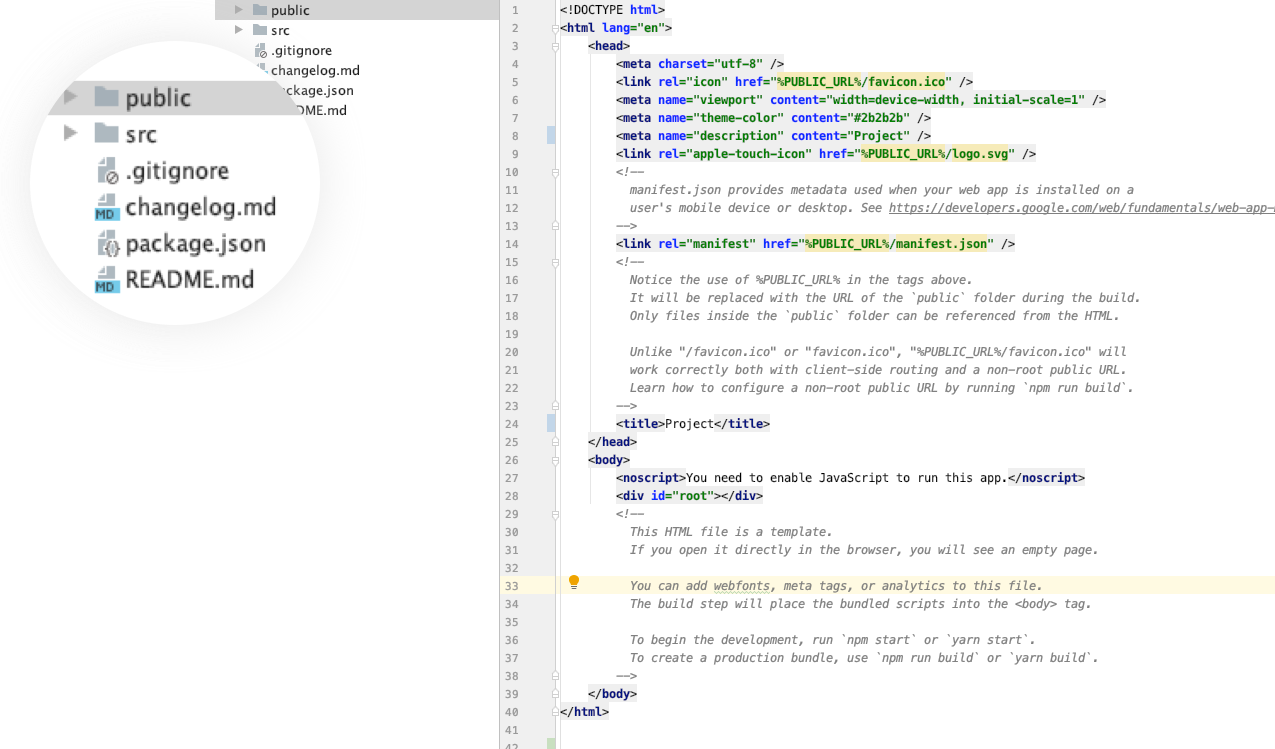 public
src
.gitignore
changelog.md
package.json
README.md
public
src
.gitignore
changelog.md
package.json
README.md
1 <!DOCTYPE html>
2 <html lang="en">
3 <head>
4 <meta charset="utf-8" />
5 <link rel="icon" href="%PUBLIC_URL%/favicon.ico" />
6 <meta name="viewport" content="width=device-width, initial-scale=1" />
7 <meta name="theme-color" content="#2b2b2b" />
8 <meta name="description" content="Project" />
9 <link rel="apple-touch-icon" href="%PUBLIC_URL%/logo.svg" />
10 <!--
11 manifest.json provides metadata used when your web app is installed on a
12 user's mobile device or desktop. See https://developers.google.com/web/fundamentals/web-app-
13 -->
14 <link rel="manifest" href="%PUBLIC_URL%/manifest.json" />
15 <!--
16 Notice the use of %PUBLIC_URL% in the tags above.
17 It will be replaced with the URL of the `public` folder during the build.
18 Only files inside the `public` folder can be referenced from the HTML.
19
20 Unlike "/favicon.ico" or "favicon.ico", "%PUBLIC_URL%/favicon.ico" will
21 work correctly both with client-side routing and a non-root public URL.
22 Learn how to configure a non-root public URL by running `npm run build`.
23 -->
24 <title>Project</title>
25 </head>
26 <body>
27 <noscript>You need to enable JavaScript to run this app.</noscript>
28 <div id="root"></div>
29 <!--
30 This HTML file is a template.
31 If you open it directly in the browser, you will see an empty page.
32
33 You can add webfonts, meta tags, or analytics to this file.
34 The build step will place the bundled scripts into the <body> tag.
35
36 To begin the development, run `npm start` or `yarn start`.
37 To create a production bundle, use `npm run build` or `yarn build`.
38 -->
39 </body>
40 </html>
41
42